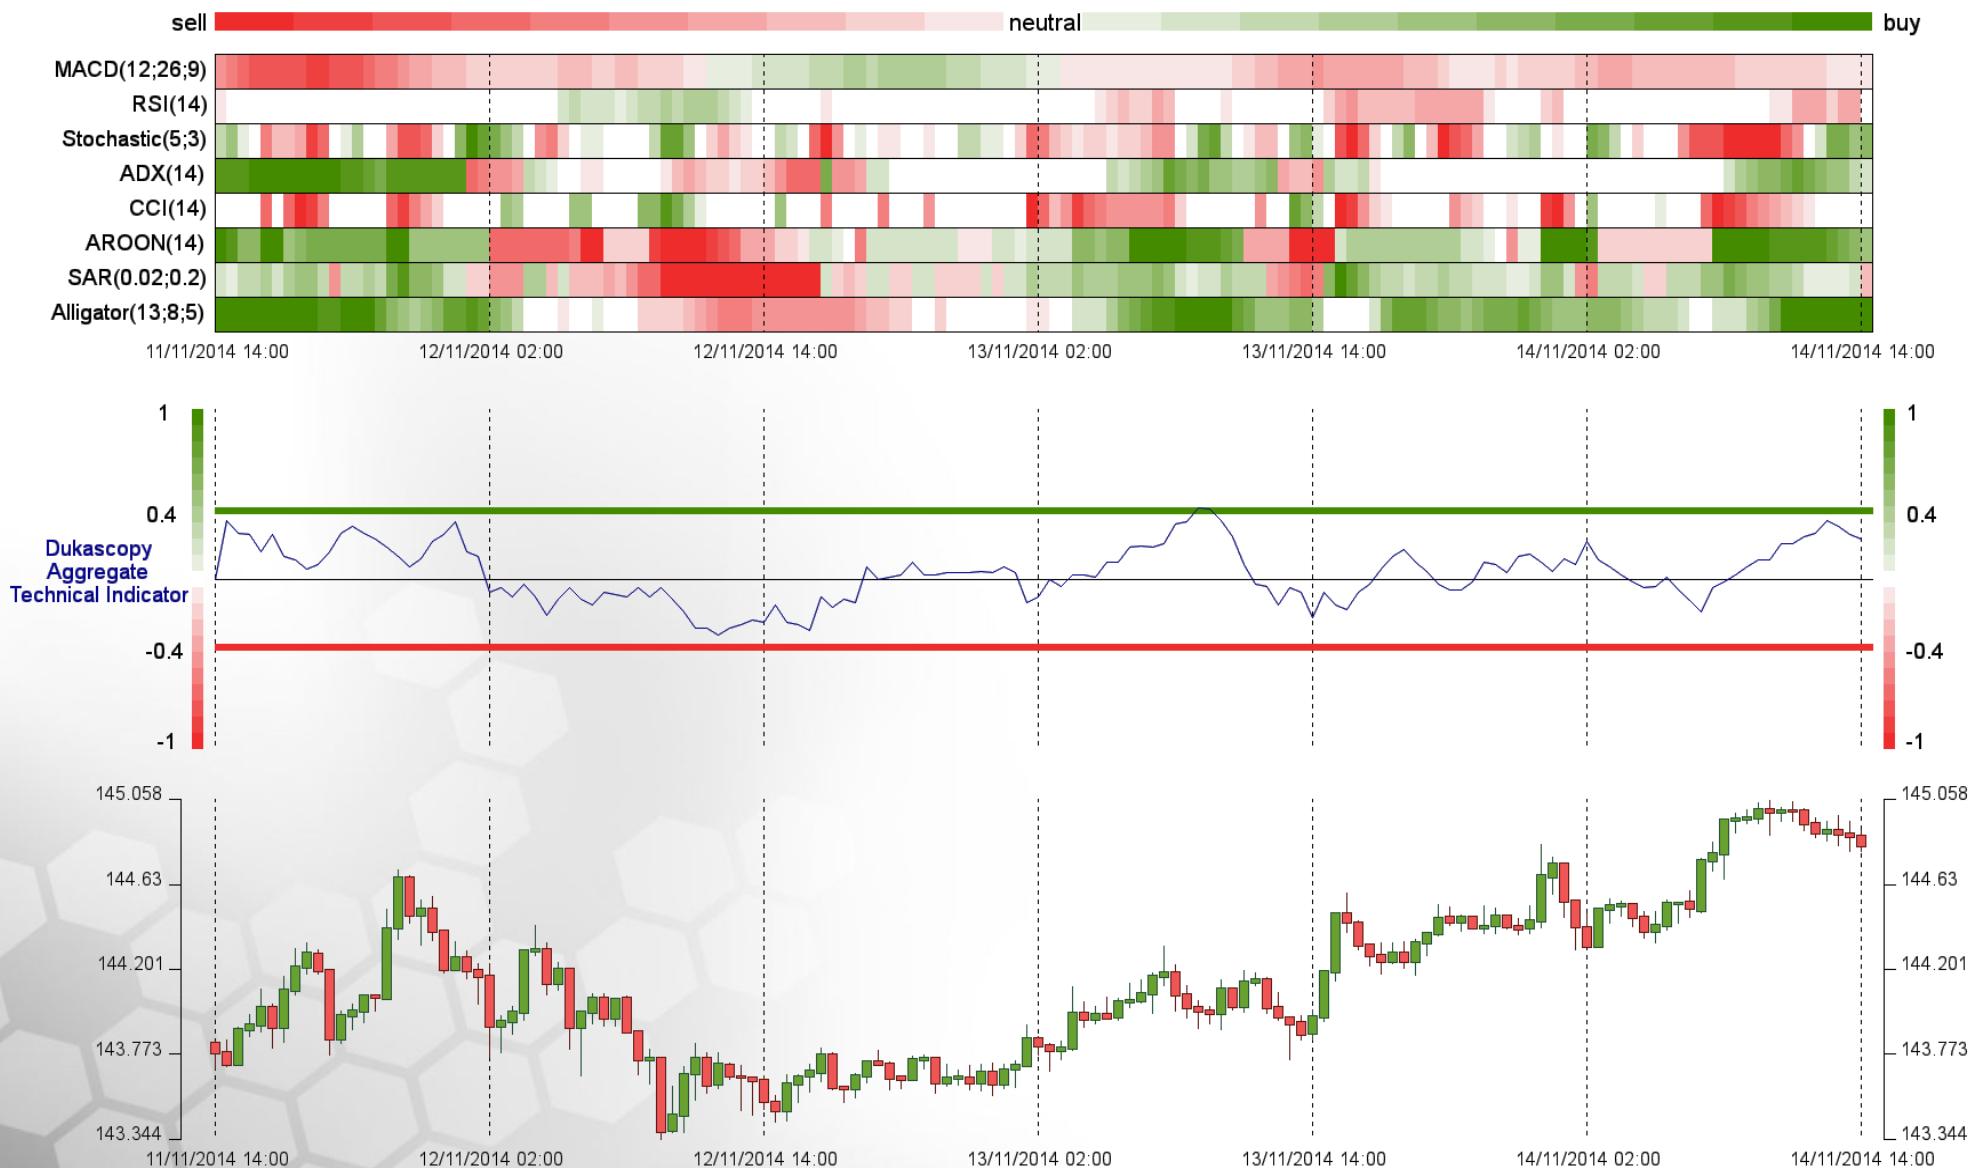 sell neutral buy
MACD(12;26;9)
RSI(14)
Stochastic(5;3)
ADX(14)
CCI(14)
AROON(14)
SAR(0.02;0.2)
Alligator(13;8;5)
11/11/2014 14:00 12/11/2014 02:00 12/11/2014 14:00 13/11/2014 02:00 13/11/2014 14:00 14/11/2014 02:00 14/11/2014 14:00
1 1
0.4 0.4
Dukascopy
Aggregate
Technical Indicator
-0.4 -0.4
-1 -1
145.058 145.058
144.63 144.63
144.201 144.201
143.773 143.773
143.344 143.344
11/11/2014 14:00 12/11/2014 02:00 12/11/2014 14:00 13/11/2014 02:00 13/11/2014 14:00 14/11/2014 02:00 14/11/2014 14:00